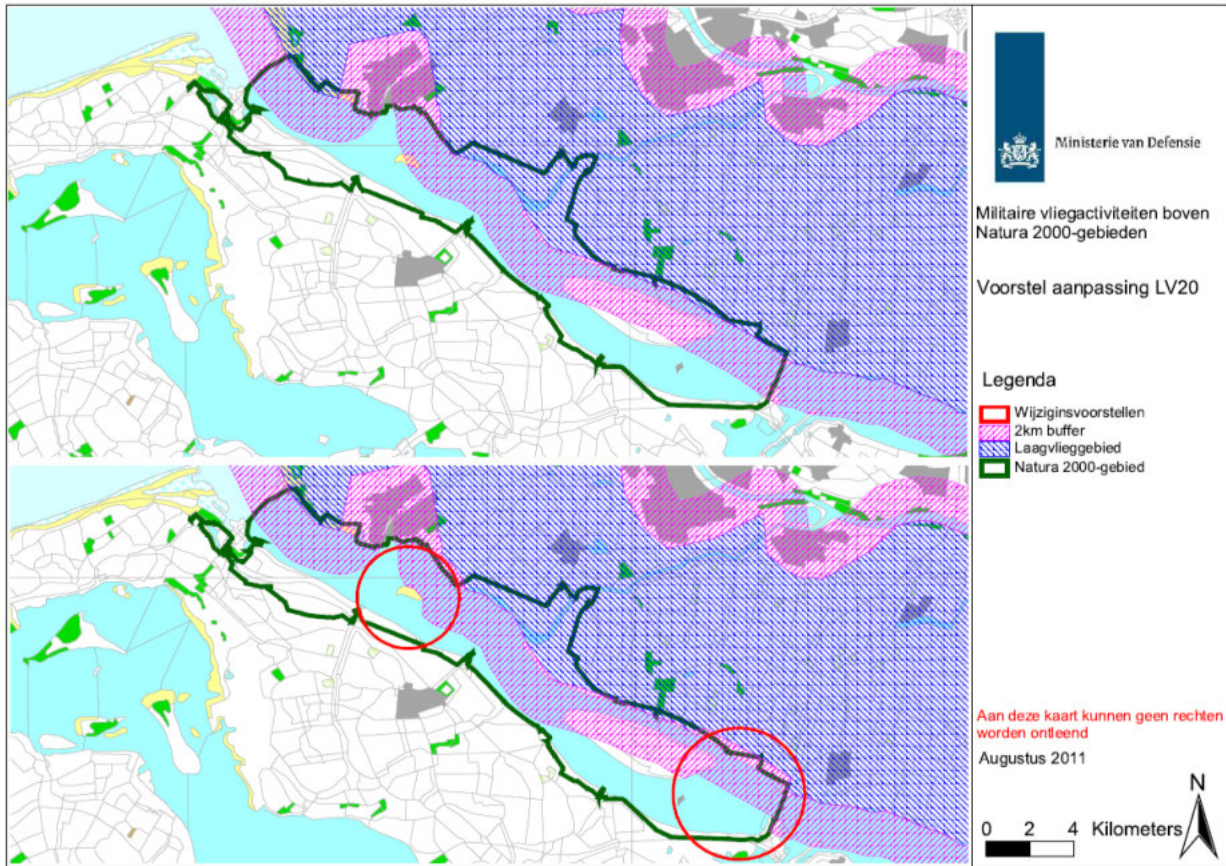 Ministerie van Defensie
Militaire vliegactiviteiten boven
Natura 2000-gebieden
Voorstel aanpassing LV20
Legenda
Wijziginsvoorstellen
2km buffer
Laagvlieggebied
Natura 2000-gebied
Aan deze kaart kunnen geen rechten
worden ontleend
Augustus 2011
N
0 2 4 Kilometers